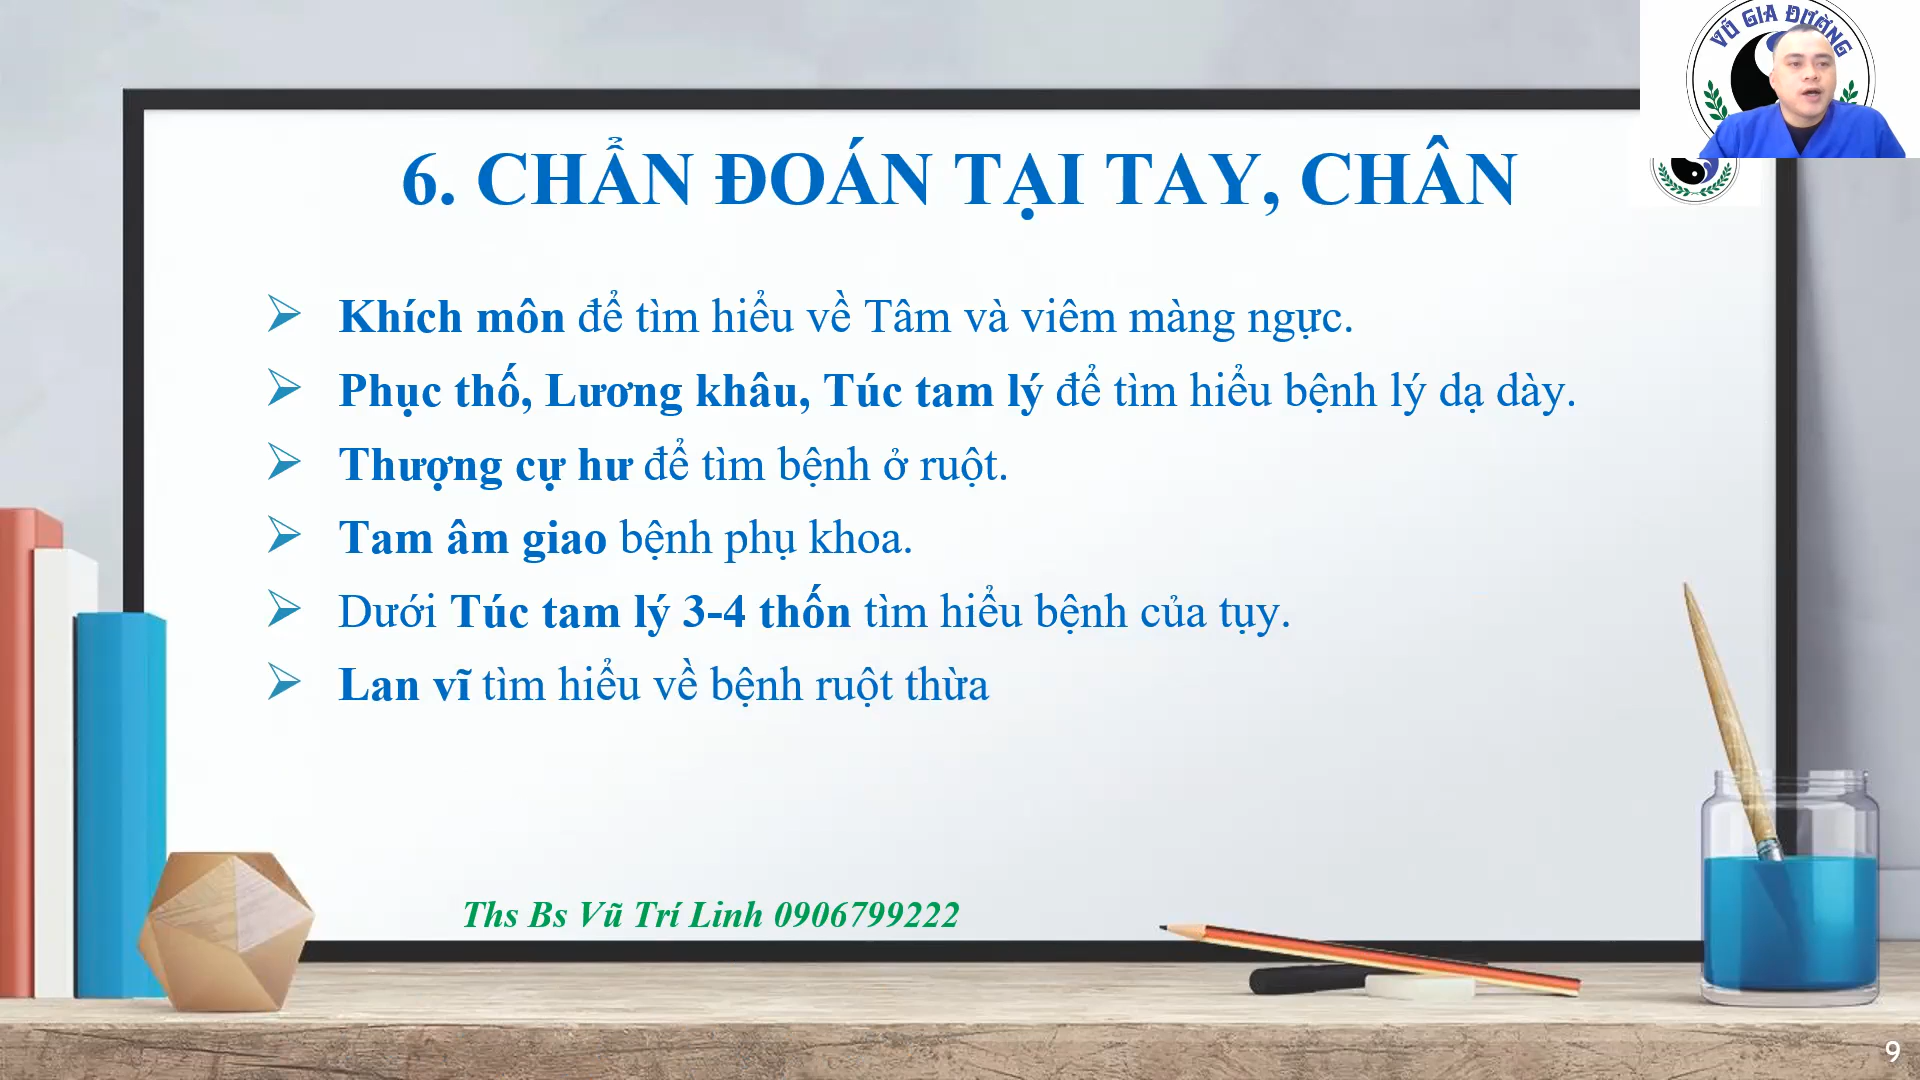 VŨ GIA ĐƯỜNG
6. CHẨN ĐOÁN TẠI TAY, CHÂN
Khích môn để tìm hiểu về Tâm và viêm màng ngực.
Phục thố, Lương khâu, Túc tam lý để tìm hiểu bệnh lý dạ dày.
Thượng cự hư để tìm bệnh ở ruột.
Tam âm giao bệnh phụ khoa.
Dưới Túc tam lý 3-4 thốn tìm hiểu bệnh của tụy.
Lan vĩ tìm hiểu về bệnh ruột thừa
Ths Bs Vũ Trí Linh 0906799222
9